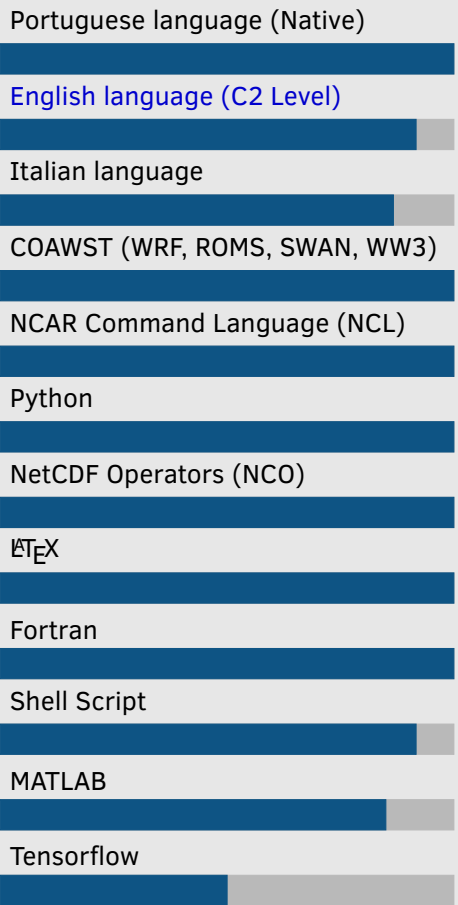 Portuguese language (Native)
English language (C2 Level)
Italian language
COAWST (WRF, ROMS, SWAN, WW3)
NCAR Command Language (NCL)
Python
NetCDF Operators (NCO)
LATEX
Fortran
Shell Script
MATLAB
Tensorflow